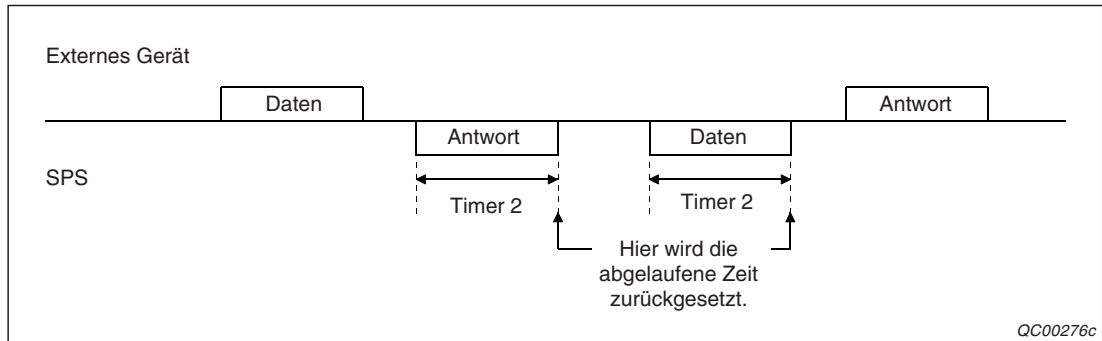 Externes Gerät
Daten
Antwort
Antwort
Daten
SPS
Timer 2
Timer 2
Hier wird die
abgelaufene Zeit
zurückgesetzt.
QC00276c